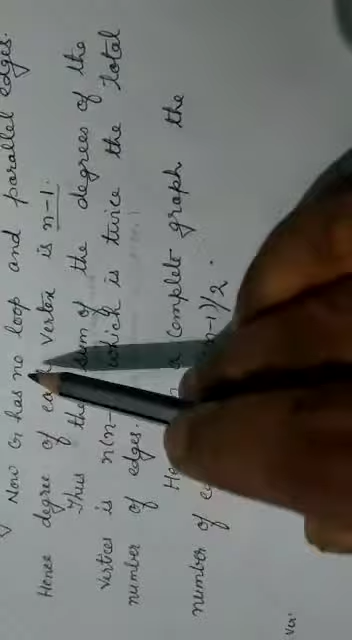 Now G has no loop and parallel edges.
Hence degree of each vertex is n-1.
Thus the sum of the degrees of the
vertices is n(n- which is twice the total
number of edges.
a complete graph the
number of n-1)/2.